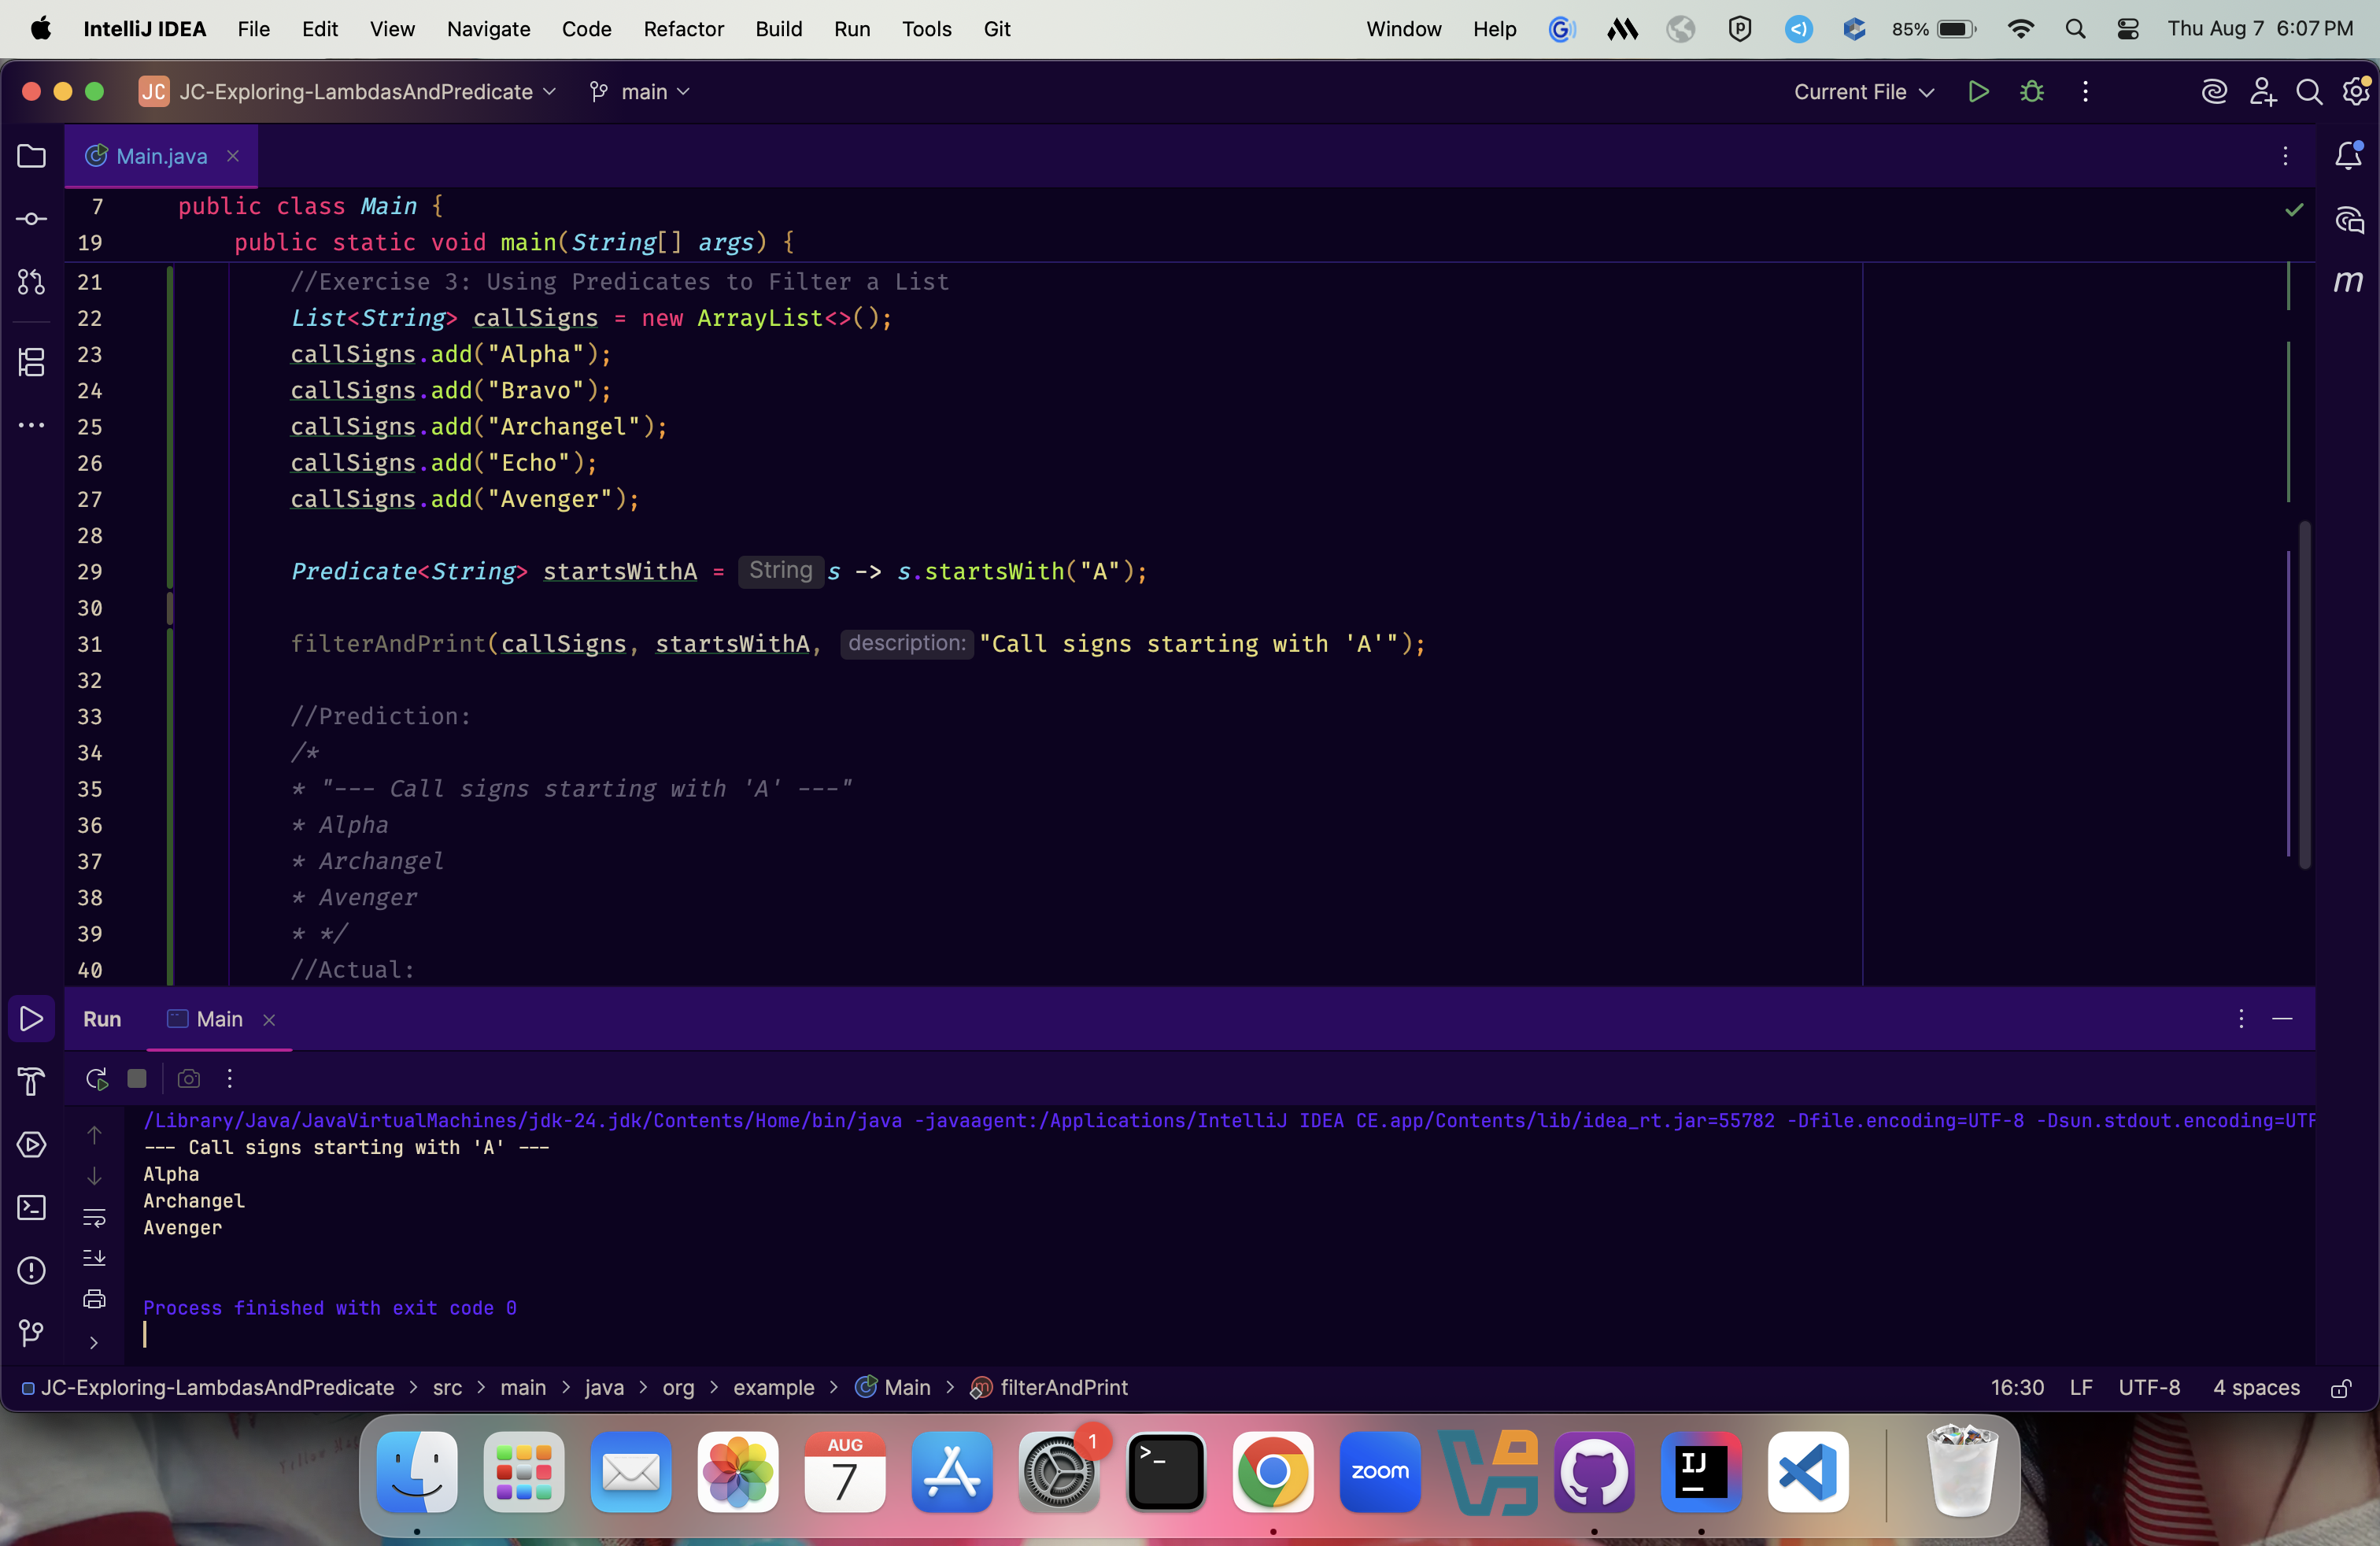 IntelliJ IDEA File Edit View Navigate Code Refactor Build Run Tools Git Window Help 85% Thu Aug 7 6:07 PM
JC JC-Exploring-LambdasAndPredicate main Current File
Main.java
7 public class Main {
19 public static void main(String[] args) {
21 //Exercise 3: Using Predicates to Filter a List
22 List<String> callSigns = new ArrayList<>();
23 callSigns.add("Alpha");
24 callSigns.add("Bravo");
25 callSigns.add("Archangel");
26 callSigns.add("Echo");
27 callSigns.add("Avenger");
28
29 Predicate<String> startsWithA = String s -> s.startsWith("A");
30
31 filterAndPrint(callSigns, startsWithA, description: "Call signs starting with 'A'");
32
33 //Prediction:
34 /*
35 * "--- Call signs starting with 'A' ---"
36 * Alpha
37 * Archangel
38 * Avenger
39 * */
40 //Actual:
Run Main
/Library/Java/JavaVirtualMachines/jdk-24.jdk/Contents/Home/bin/java -javaagent:/Applications/IntelliJ IDEA CE.app/Contents/lib/idea_rt.jar=55782 -Dfile.encoding=UTF-8 -Dsun.stdout.encoding=UTF
--- Call signs starting with 'A' ---
Alpha
Archangel
Avenger
Process finished with exit code 0
JC-Exploring-LambdasAndPredicate > src > main > java > org > example > Main > filterAndPrint 16:30 LF UTF-8 4 spaces
AUG
7
1
zoom
IJ